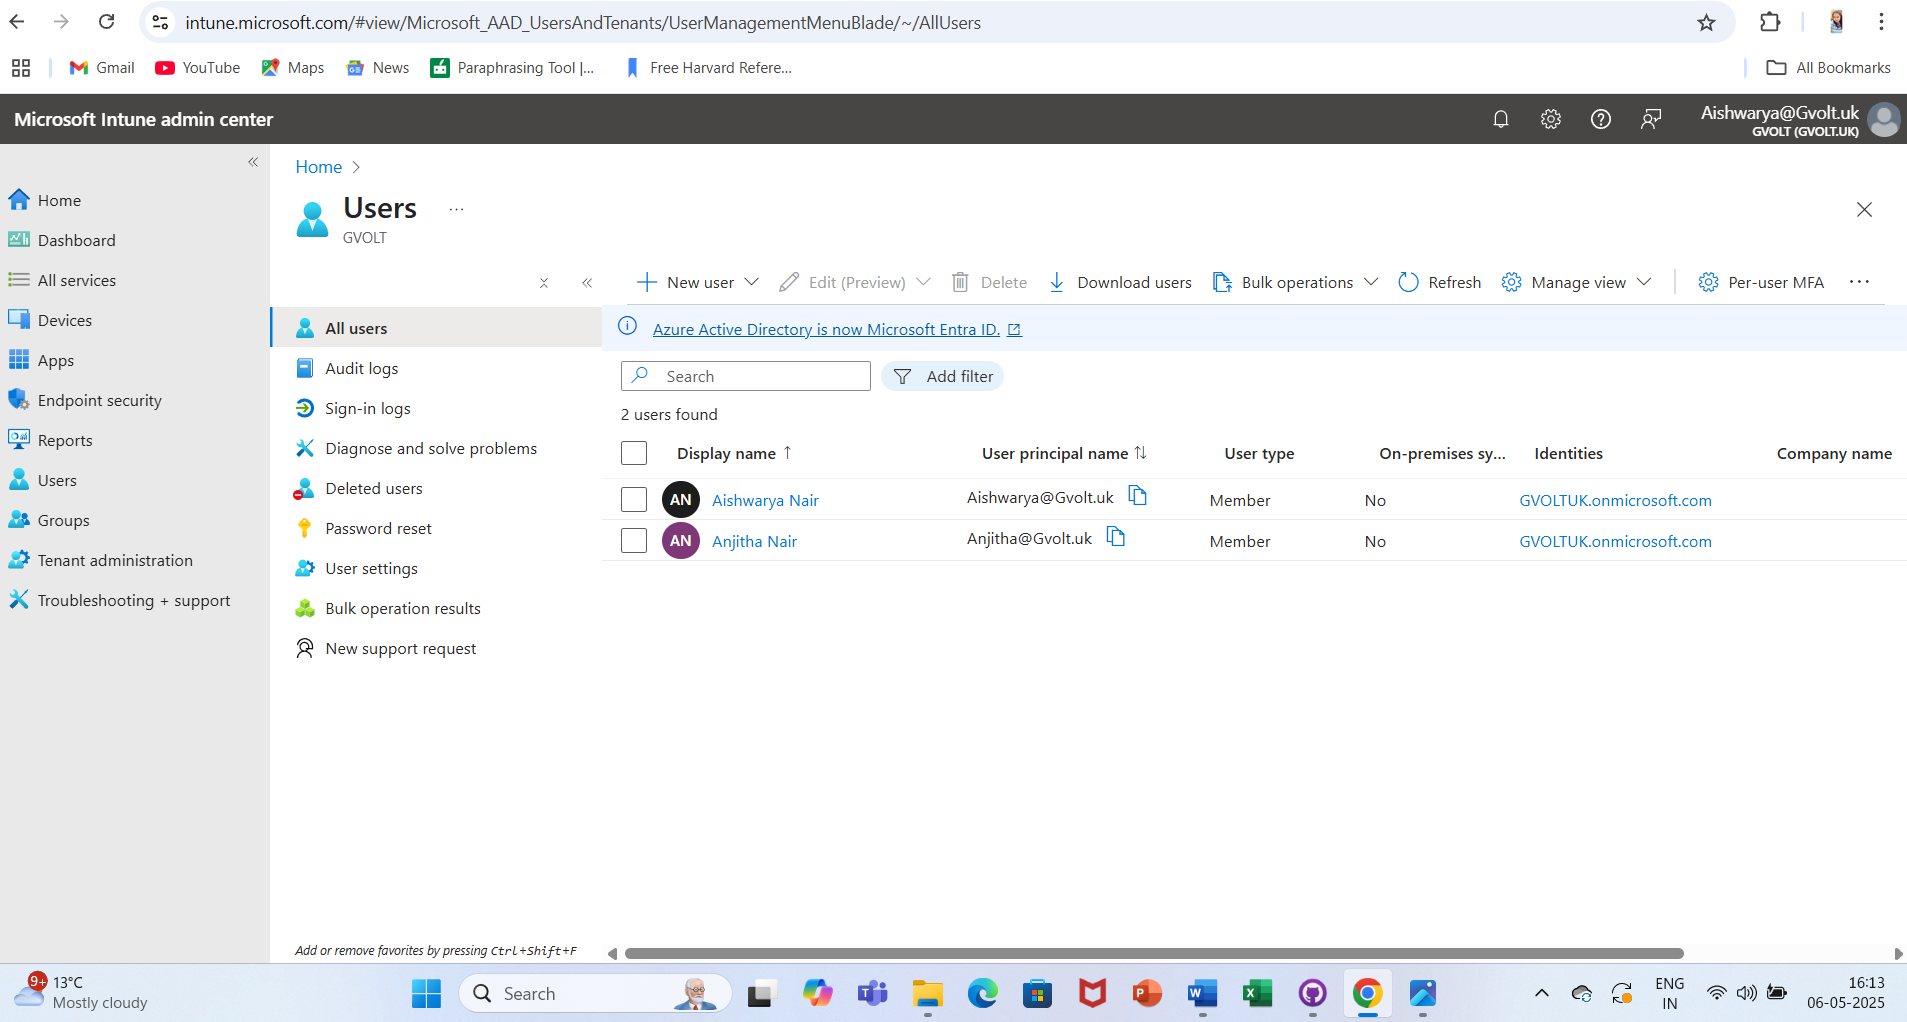 intune.microsoft.com/#view/Microsoft_AAD_UsersAndTenants/UserManagementMenuBlade/~/AllUsers
Gmail YouTube Maps News Paraphrasing Tool |... Free Harvard Refere... All Bookmarks
Microsoft Intune admin center
Aishwarya@Gvolt.uk
GVOLT (GVOLT.UK)
Home
Dashboard
All services
Devices
Apps
Endpoint security
Reports
Users
Groups
Tenant administration
Troubleshooting + support
Home
Users ...
GVOLT
All users
Audit logs
Sign-in logs
Diagnose and solve problems
Deleted users
Password reset
User settings
Bulk operation results
New support request
Add or remove favorites by pressing Ctrl+Shift+F
New user Edit (Preview) Delete Download users Bulk operations Refresh Manage view Per-user MFA ...
Azure Active Directory is now Microsoft Entra ID.
Search Add filter
2 users found
Display name ↑ User principal name ↑↓ User type On-premises sy... Identities Company name
AN Aishwarya Nair Aishwarya@Gvolt.uk Member No GVOLTUK.onmicrosoft.com
AN Anjitha Nair Anjitha@Gvolt.uk Member No GVOLTUK.onmicrosoft.com
9+ 13°C
Mostly cloudy
Search
ENG
IN
16:13
06-05-2025